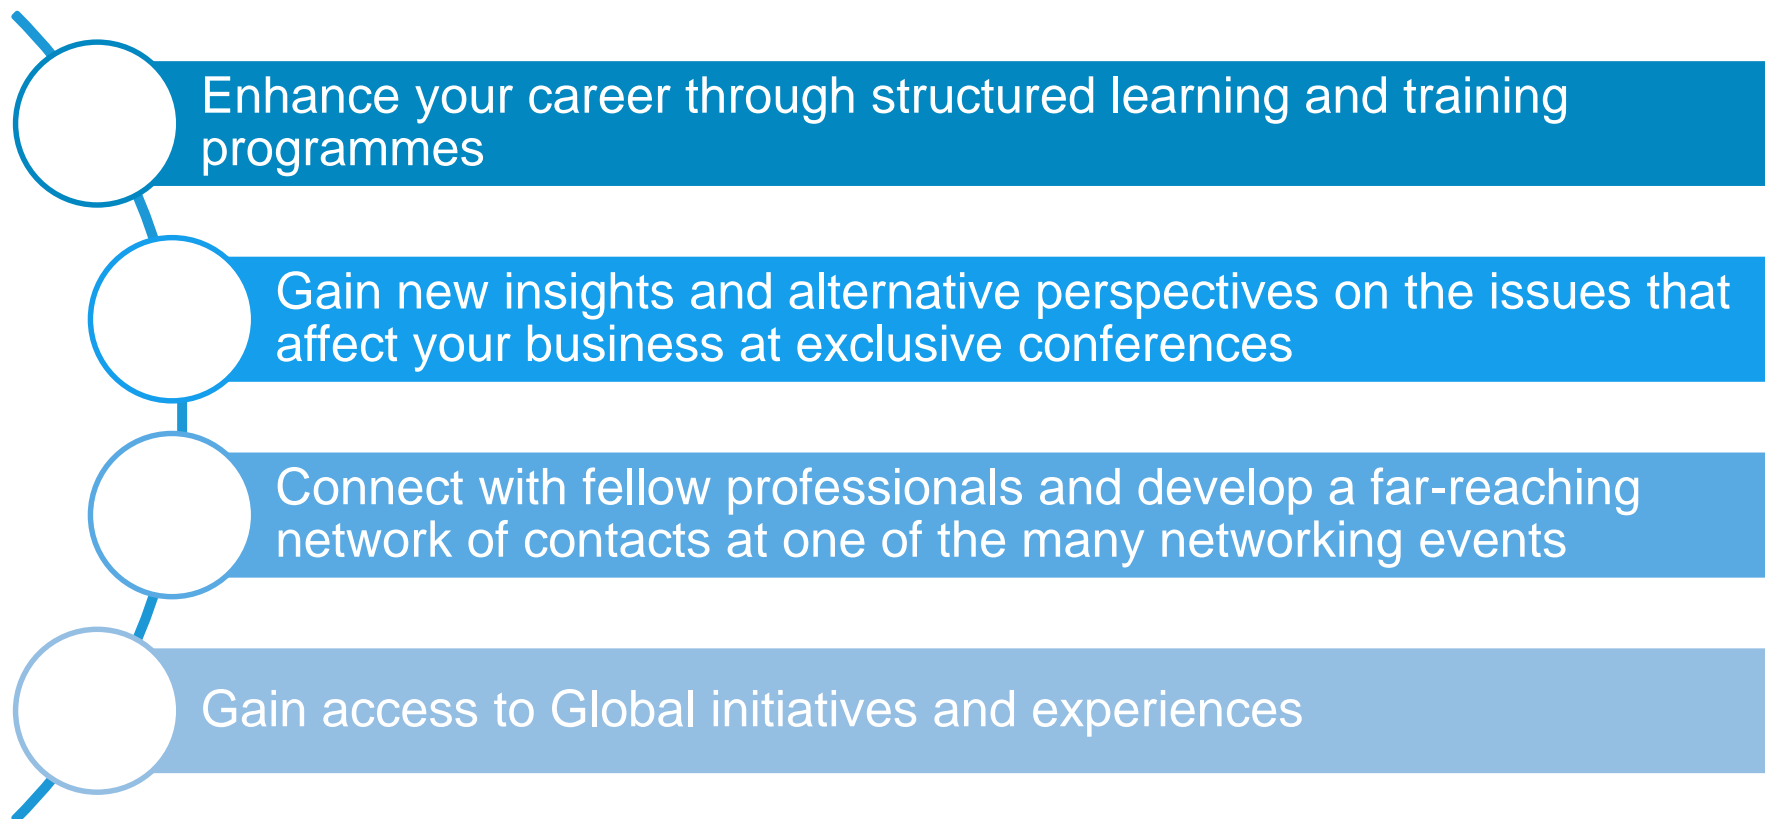 Enhance your career through structured learning and training
programmes
Gain new insights and alternative perspectives on the issues that
affect your business at exclusive conferences
Connect with fellow professionals and develop a far-reaching
network of contacts at one of the many networking events
Gain access to Global initiatives and experiences